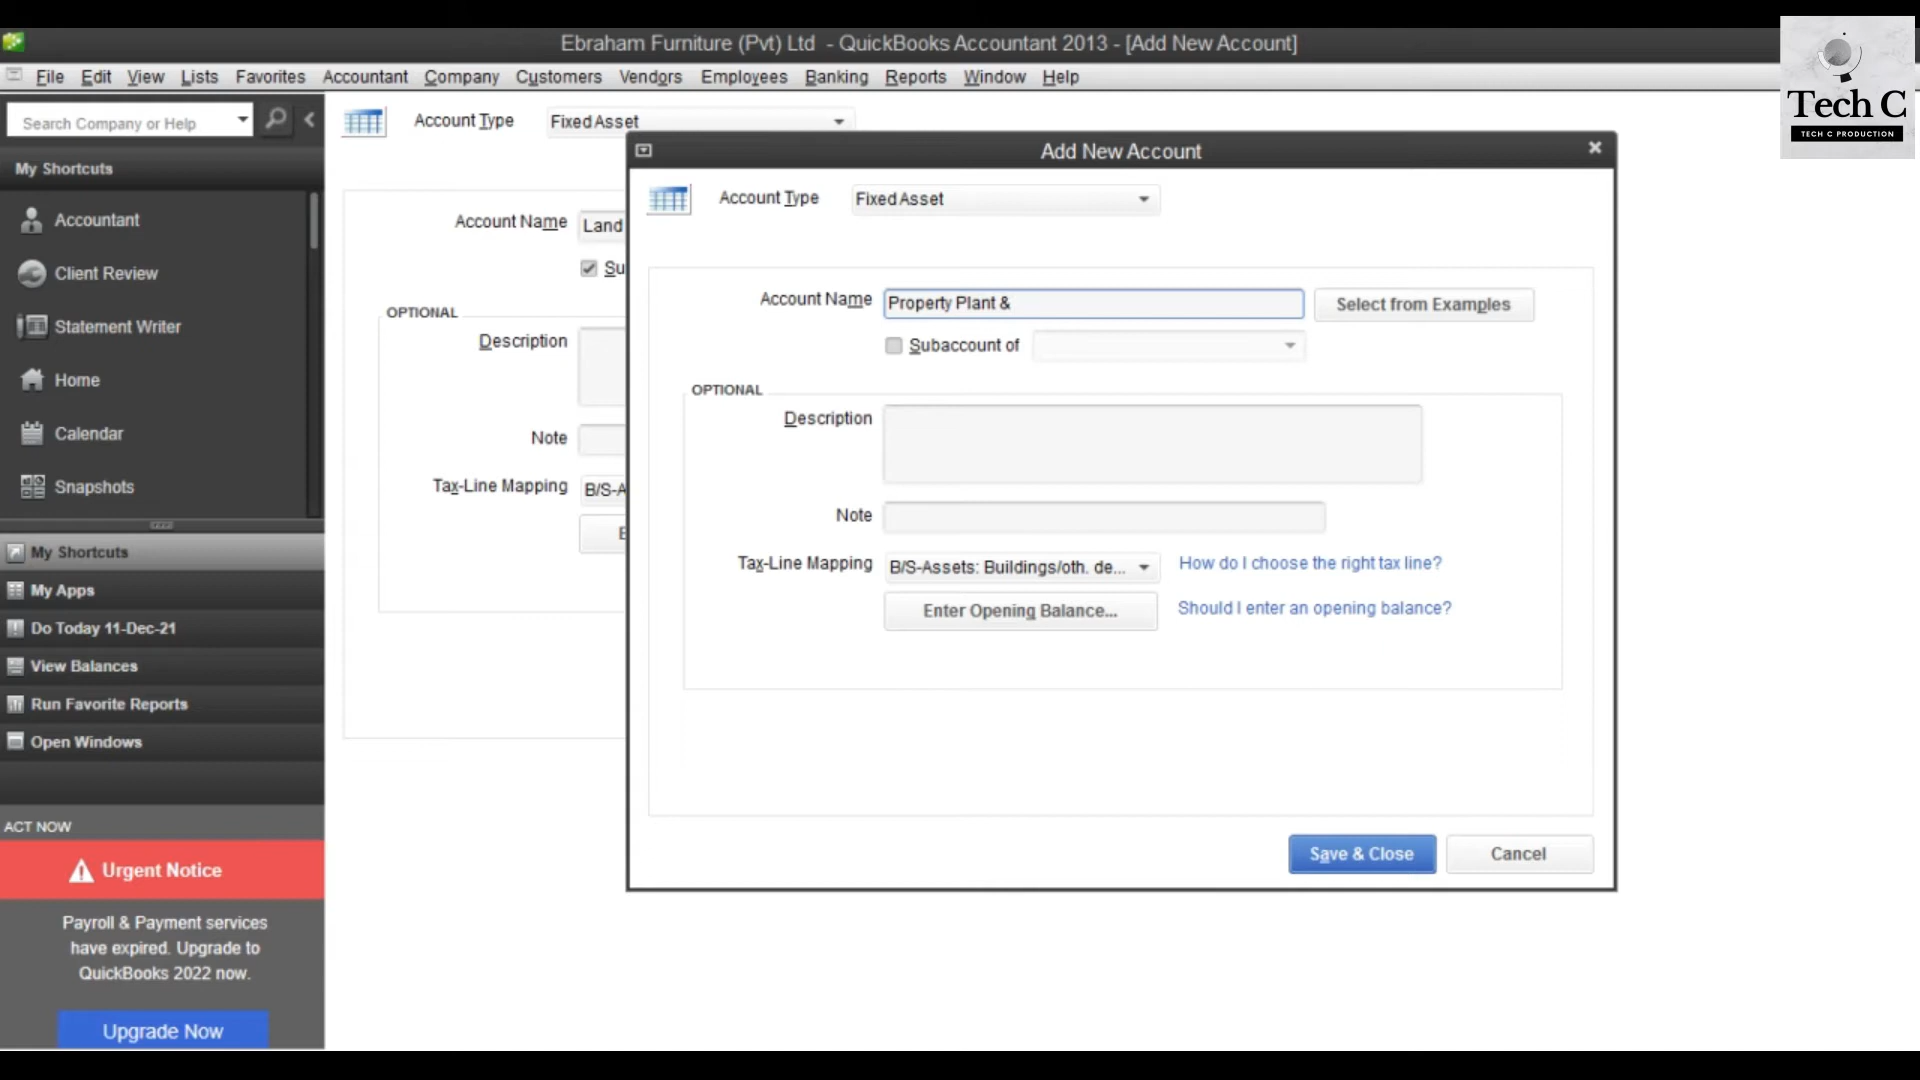 Ebraham Furniture (Pvt) Ltd - QuickBooks Accountant 2013 - [Add New Account]
File Edit View Lists Favorites Accountant Company Customers Vendors Employees Banking Reports Window Help
Tech C
TECH C PRODUCTION
Search Company or Help
My Shortcuts
Accountant
Client Review
Statement Writer
Home
Calendar
Snapshots
My Shortcuts
My Apps
Do Today 11-Dec-21
View Balances
Run Favorite Reports
Open Windows
ACT NOW
Urgent Notice
Payroll & Payment services
have expired. Upgrade to
QuickBooks 2022 now.
Upgrade Now
Account Type Fixed Asset
Account Name Land
Su
OPTIONAL
Description
Note
Tax-Line Mapping B/S-A
E
Add New Account
Account Type Fixed Asset
Account Name Property Plant & Select from Examples
Subaccount of
OPTIONAL
Description
Note
Tax-Line Mapping B/S-Assets: Buildings/oth. de... How do I choose the right tax line?
Enter Opening Balance... Should I enter an opening balance?
Save & Close Cancel